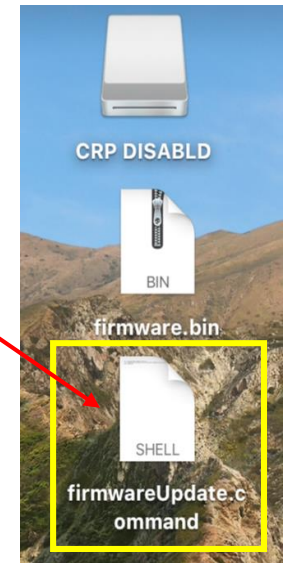 CRP DISABLD
BIN
firmware.bin
SHELL
firmwareUpdate.c
ommand